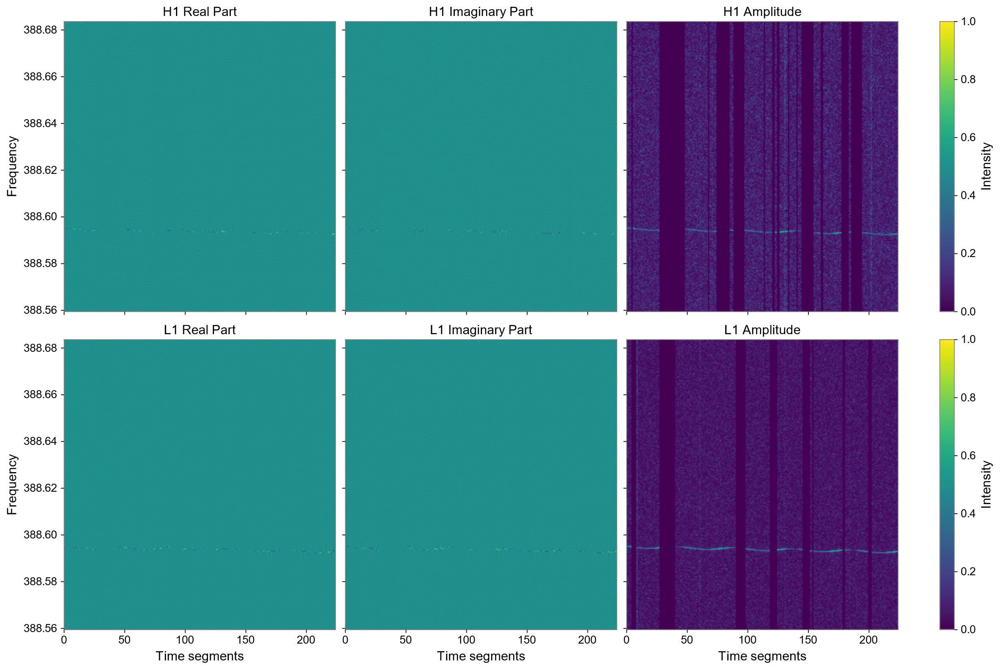 H1 Real Part
H1 Imaginary Part
H1 Amplitude
388.68
388.66
388.64
388.62
388.60
388.58
388.56
Frequency
1.0
0.8
0.6
0.4
0.2
0.0
Intensity
L1 Real Part
L1 Imaginary Part
L1 Amplitude
388.68
388.66
388.64
388.62
388.60
388.58
388.56
Frequency
1.0
0.8
0.6
0.4
0.2
0.0
Intensity
0 50 100 150 200
0 50 100 150 200
0 50 100 150 200
Time segments
Time segments
Time segments